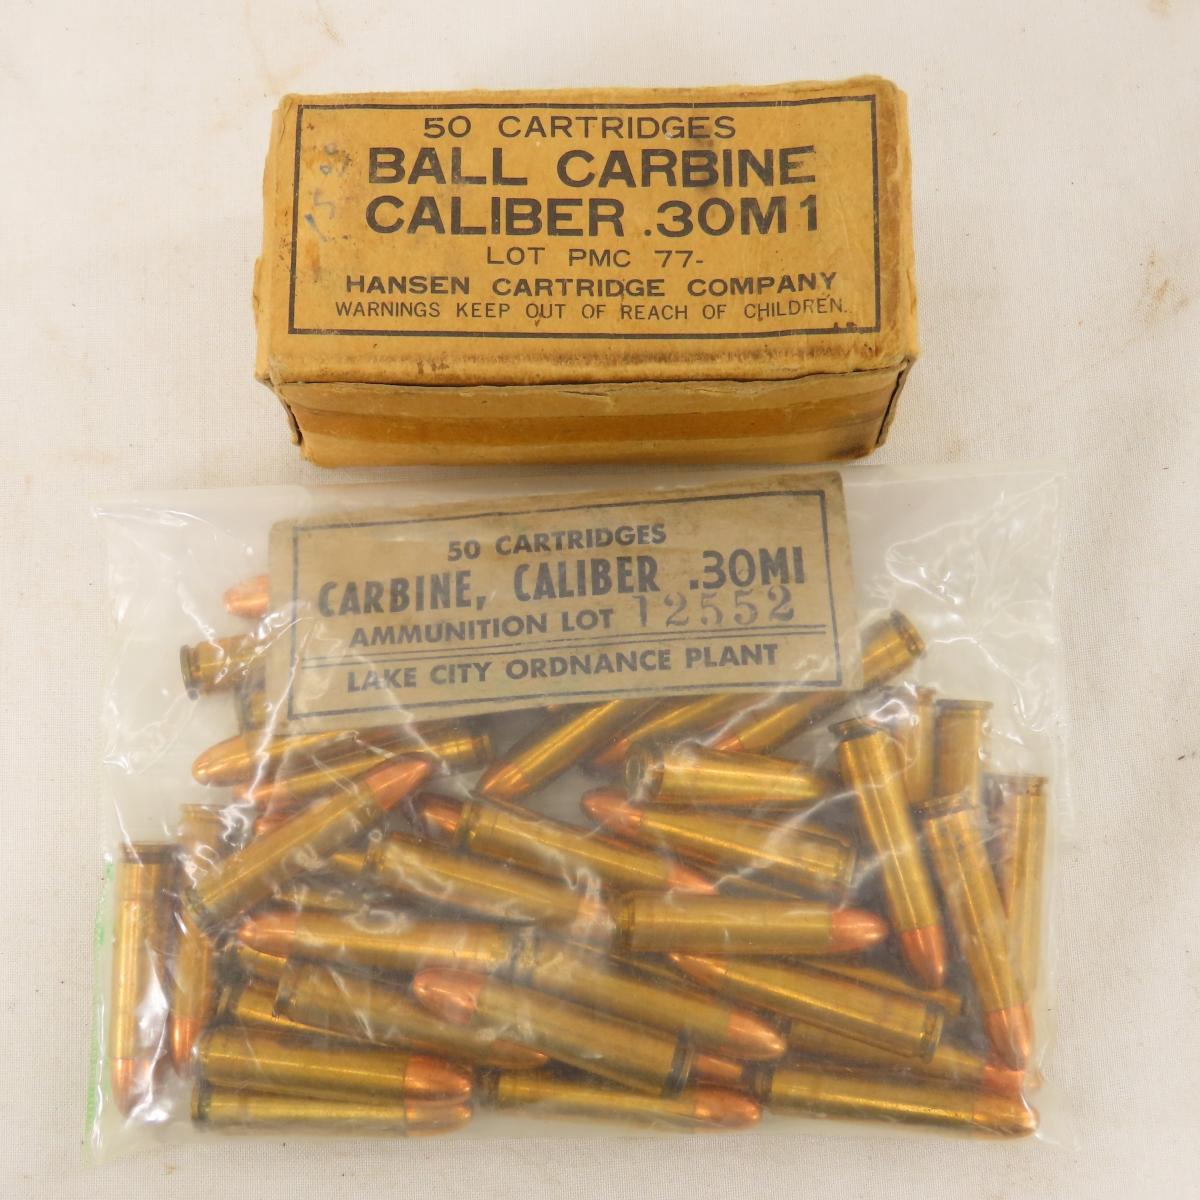 50 CARTRIDGES
BALL CARBINE
CALIBER .30M1
LOT PMC 77-
HANSEN CARTRIDGE COMPANY
WARNINGS KEEP OUT OF REACH OF CHILDREN.
50 CARTRIDGES
CARBINE, CALIBER .30M1
AMMUNITION LOT 12552
LAKE CITY ORDNANCE PLANT